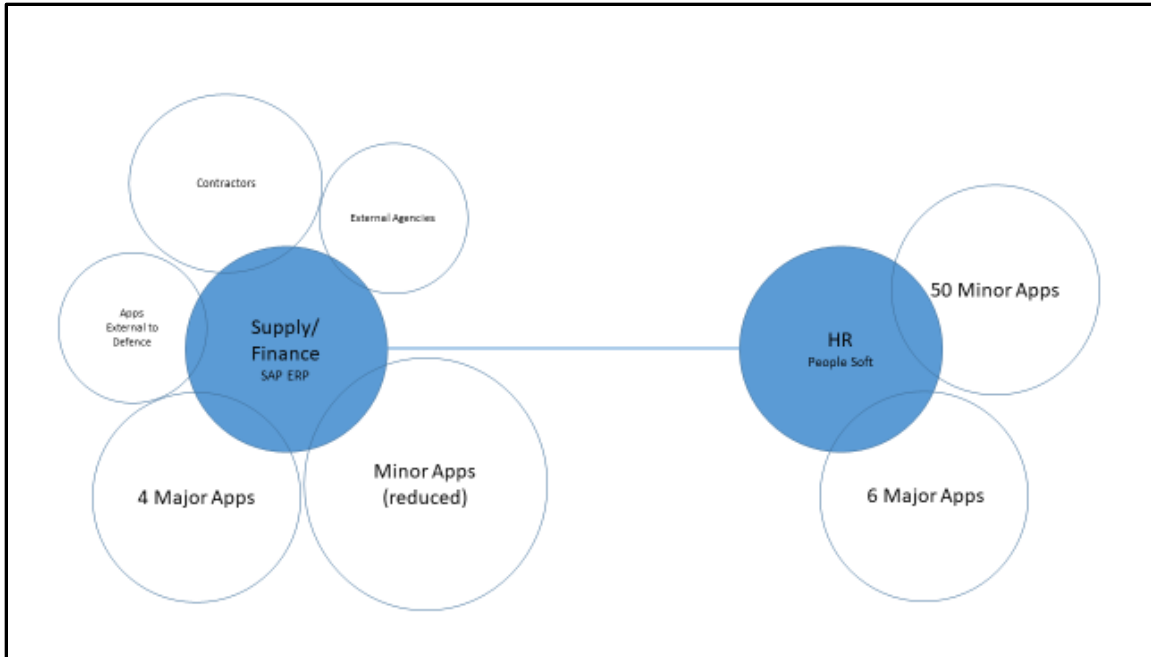 Contractors
External Agencies
Apps
External to
Defence
Supply/
Finance
SAP ERP
4 Major Apps
Minor Apps
(reduced)
HR
People Soft
50 Minor Apps
6 Major Apps